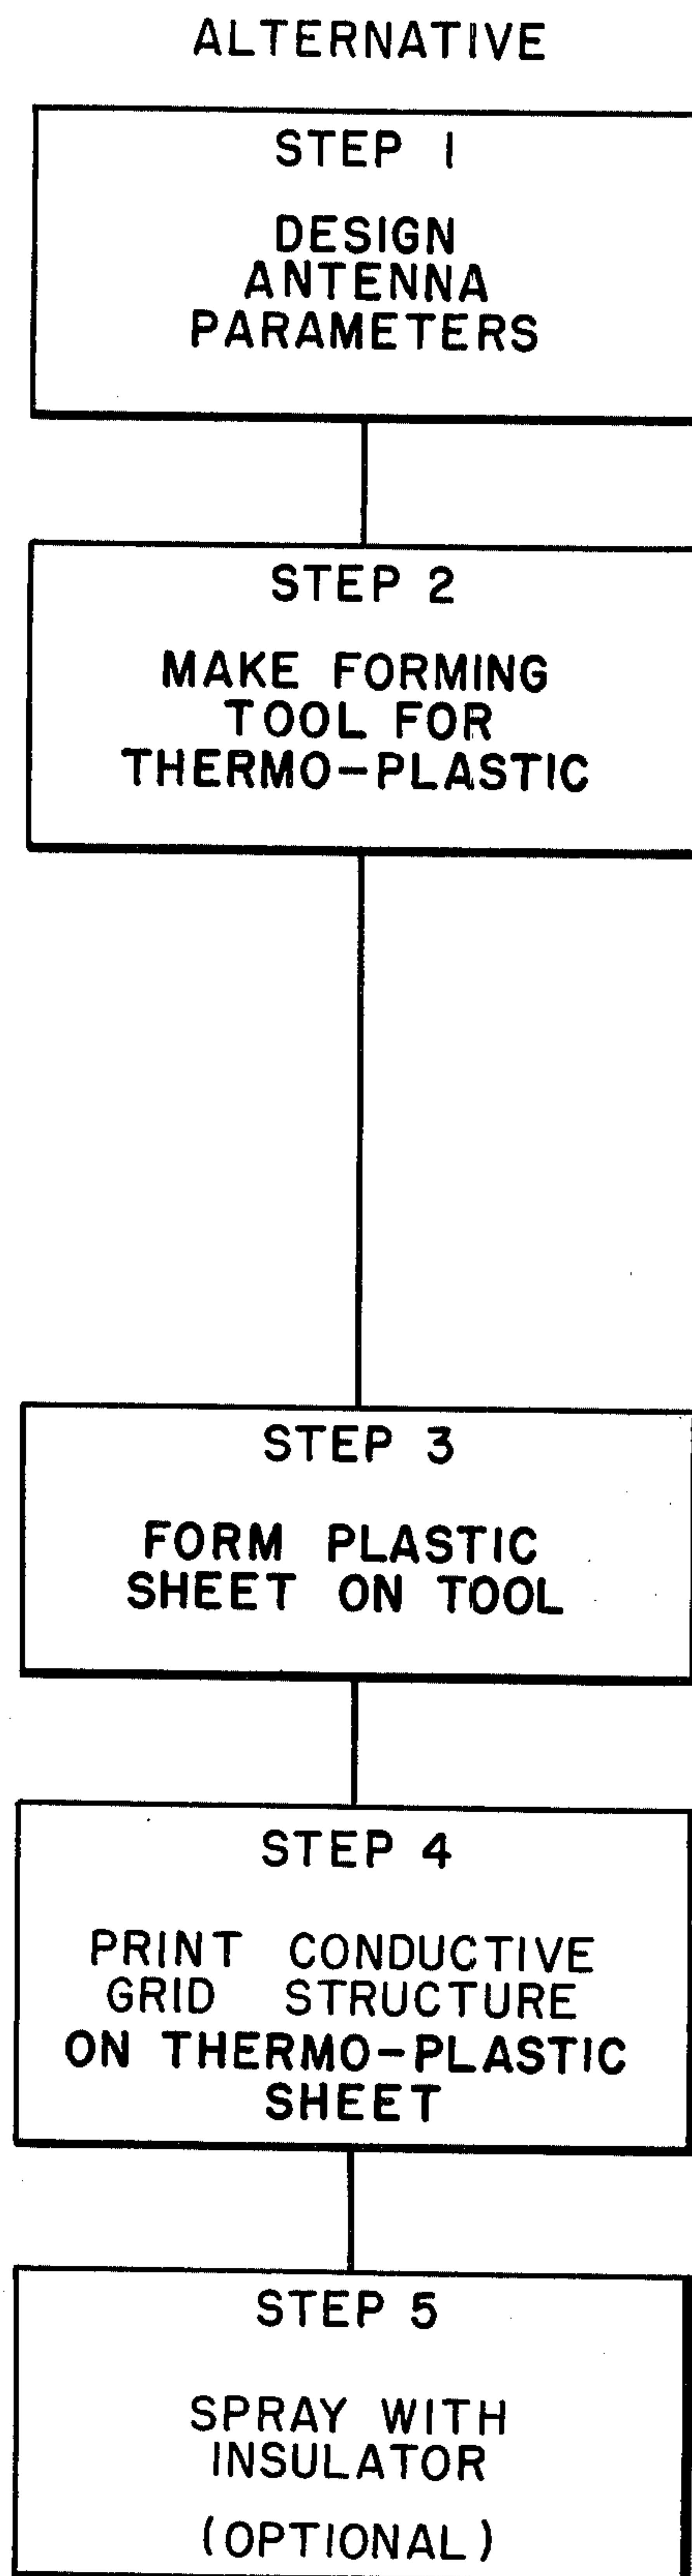 ALTERNATIVE
STEP 1
DESIGN
ANTENNA
PARAMETERS
STEP 2
MAKE FORMING
TOOL FOR
THERMO-PLASTIC
STEP 3
FORM PLASTIC
SHEET ON TOOL
STEP 4
PRINT CONDUCTIVE
GRID STRUCTURE
ON THERMO-PLASTIC
SHEET
STEP 5
SPRAY WITH
INSULATOR
(OPTIONAL)